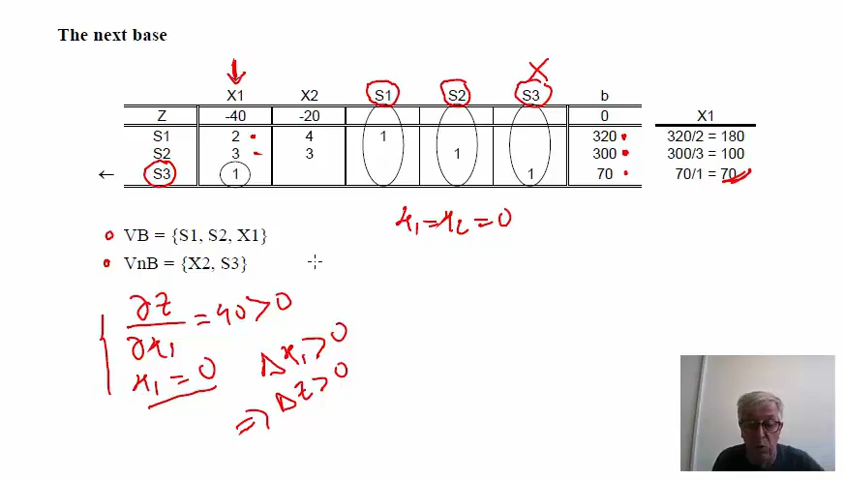 The next base
X1 X2 S1 S2 S3 b
Z -40 -20 0 X1
S1 2 4 1 320 320/2 = 180
S2 3 3 1 300 300/3 = 100
← S3 1 1 70 70/1 = 70
x₁=x₂=0
VB = {S1, S2, X1}
VnB = {X2, S3}
∂Z/∂x₁ = 40 > 0
x₁ = 0
Δx₁ > 0
⇒ ΔZ > 0
X